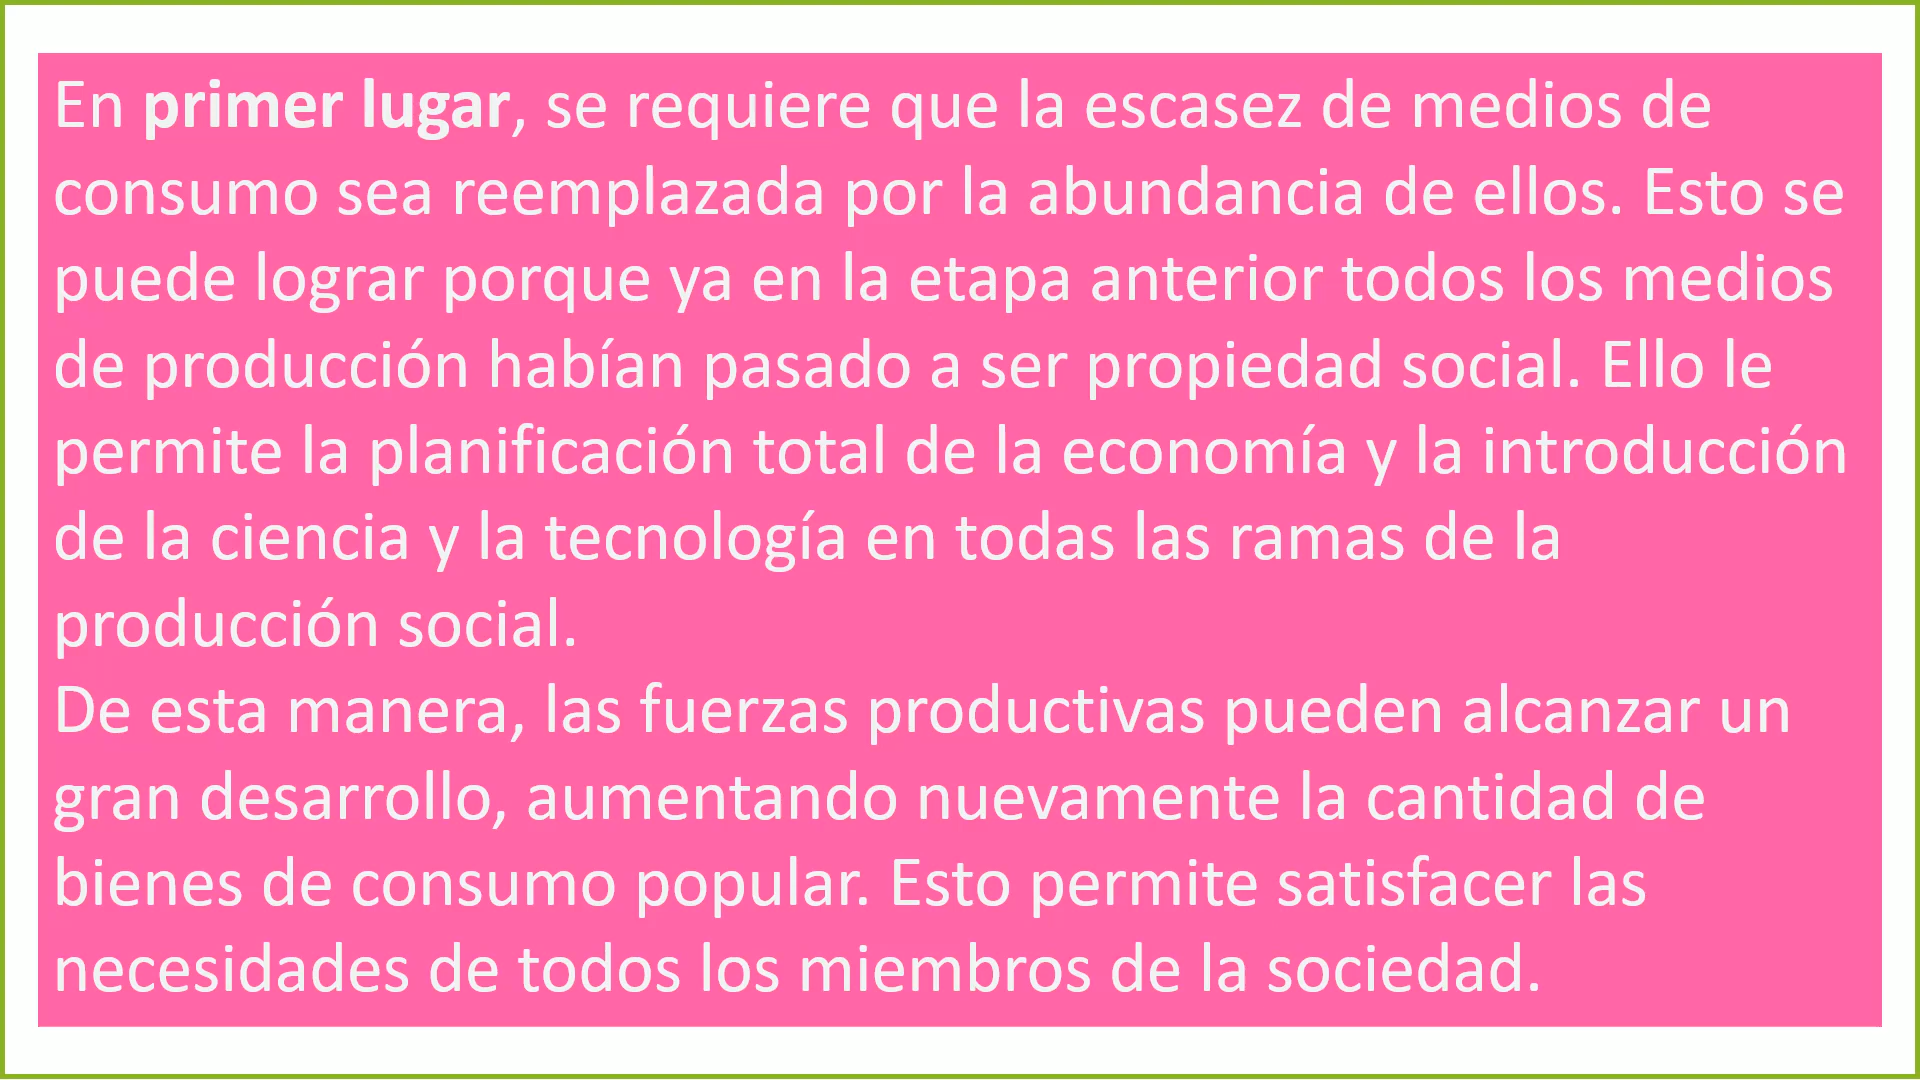 En primer lugar, se requiere que la escasez de medios de
consumo sea reemplazada por la abundancia de ellos. Esto se
puede lograr porque ya en la etapa anterior todos los medios
de producción habían pasado a ser propiedad social. Ello le
permite la planificación total de la economía y la introducción
de la ciencia y la tecnología en todas las ramas de la
producción social.
De esta manera, las fuerzas productivas pueden alcanzar un
gran desarrollo, aumentando nuevamente la cantidad de
bienes de consumo popular. Esto permite satisfacer las
necesidades de todos los miembros de la sociedad.